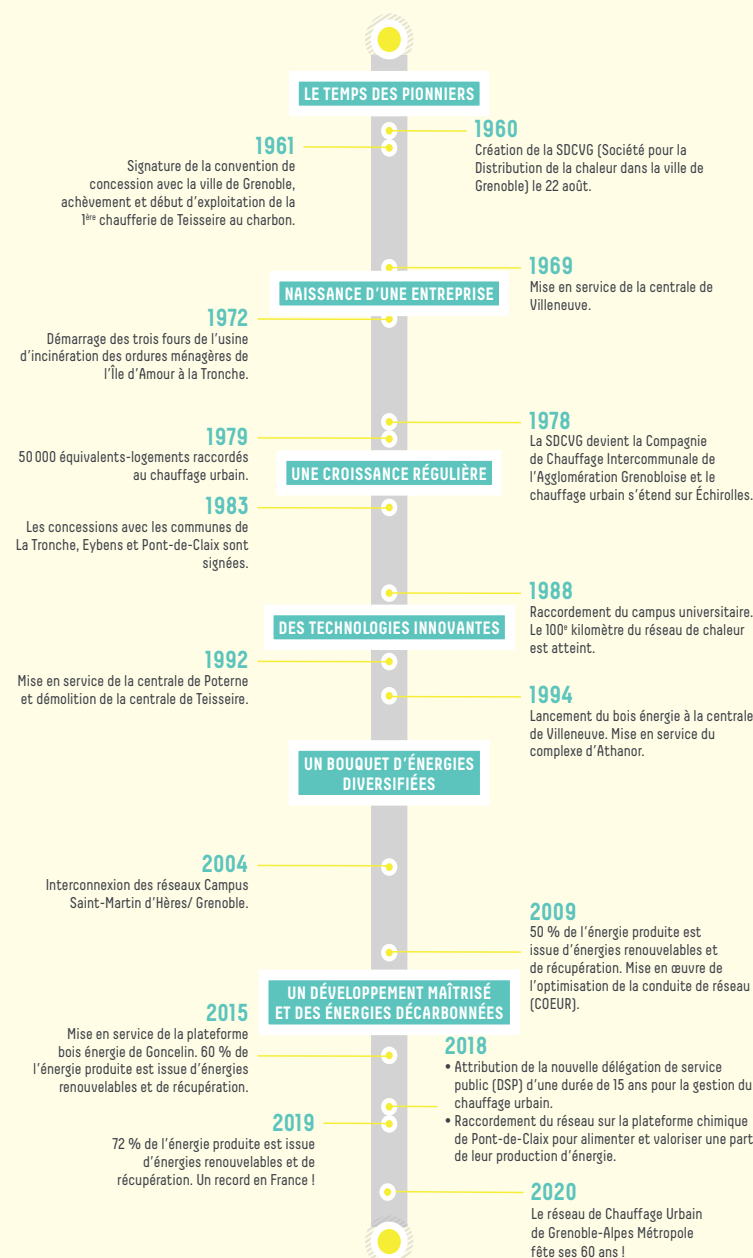 LE TEMPS DES PIONNIERS
1960
Création de la SDCVG (Société pour la
Distribution de la chaleur dans la ville de
Grenoble) le 22 août.
1961
Signature de la convention de
concession avec la ville de Grenoble,
achèvement et début d'exploitation de la
1ère chaufferie de Teisseire au charbon.
1969
Mise en service de la centrale de
Villeneuve.
NAISSANCE D'UNE ENTREPRISE
1972
Démarrage des trois fours de l'usine
d'incinération des ordures ménagères de
l'Île d'Amour à la Tronche.
1978
La SDCVG devient la Compagnie
de Chauffage Intercommunale de
l'Agglomération Grenobloise et le
chauffage urbain s'étend sur Échirolles.
1979
50 000 équivalents-logements raccordés
au chauffage urbain.
UNE CROISSANCE RÉGULIÈRE
1983
Les concessions avec les communes de
La Tronche, Eybens et Pont-de-Claix sont
signées.
1988
Raccordement du campus universitaire.
Le 100e kilomètre du réseau de chaleur
est atteint.
DES TECHNOLOGIES INNOVANTES
1992
Mise en service de la centrale de Poterne
et démolition de la centrale de Teisseire.
1994
Lancement du bois énergie à la centrale
de Villeneuve. Mise en service du
complexe d'Athanor.
UN BOUQUET D'ÉNERGIES
DIVERSIFIÉES
2004
Interconnexion des réseaux Campus
Saint-Martin d'Hères/ Grenoble.
2009
50 % de l'énergie produite est
issue d'énergies renouvelables et
de récupération. Mise en œuvre de
l'optimisation de la conduite de réseau
(COEUR).
UN DÉVELOPPEMENT MAÎTRISÉ
ET DES ÉNERGIES DÉCARBONNÉES
2015
Mise en service de la plateforme
bois énergie de Goncelin. 60 % de
l'énergie produite est issue d'énergies
renouvelables et de récupération.
2018
• Attribution de la nouvelle délégation de service
public (DSP) d'une durée de 15 ans pour la gestion du
chauffage urbain.
• Raccordement du réseau sur la plateforme chimique
de Pont-de-Claix pour alimenter et valoriser une part
de leur production d'énergie.
2019
72 % de l'énergie produite est issue
d'énergies renouvelables et de
récupération. Un record en France !
2020
Le réseau de Chauffage Urbain
de Grenoble-Alpes Métropole
fête ses 60 ans !